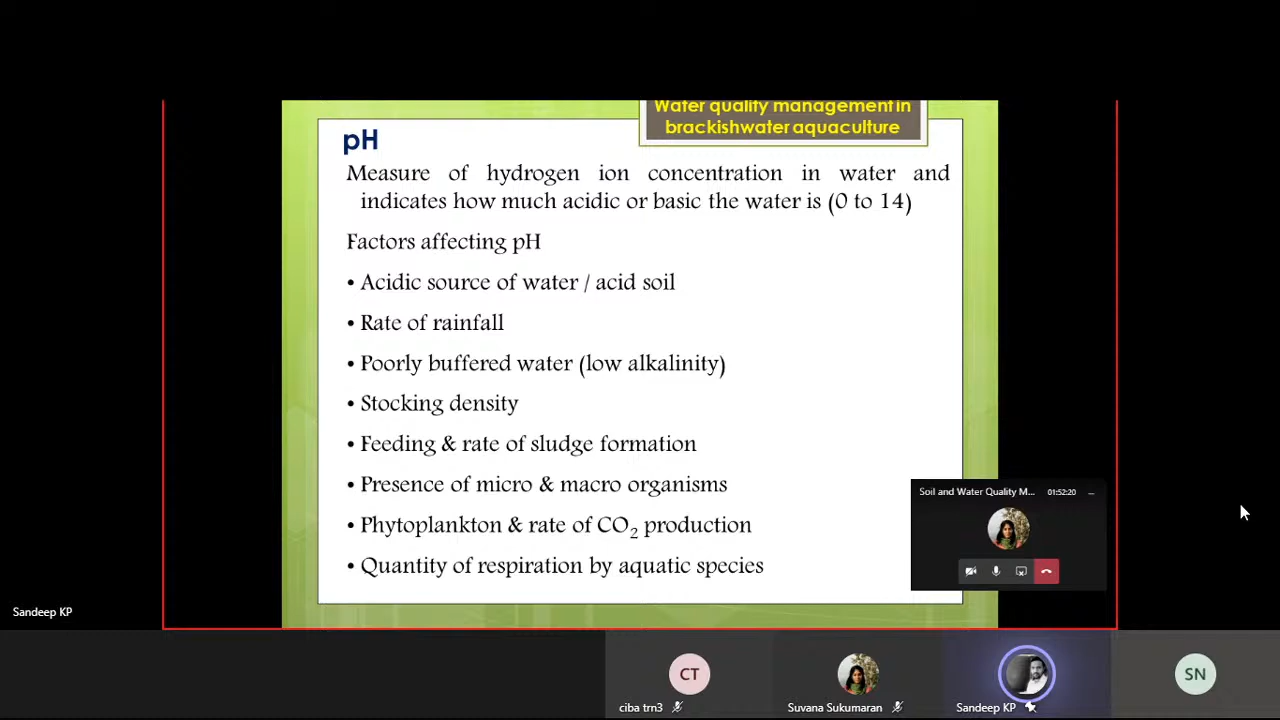 Water quality management in
brackishwater aquaculture
pH
Measure of hydrogen ion concentration in water and
indicates how much acidic or basic the water is (0 to 14)
Factors affecting pH
• Acidic source of water / acid soil
• Rate of rainfall
• Poorly buffered water (low alkalinity)
• Stocking density
• Feeding & rate of sludge formation
• Presence of micro & macro organisms
• Phytoplankton & rate of CO₂ production
• Quantity of respiration by aquatic species
Soil and Water Quality M... 01:52:20
Sandeep KP
CT
SN
ciba trn3
Suvana Sukumaran
Sandeep KP